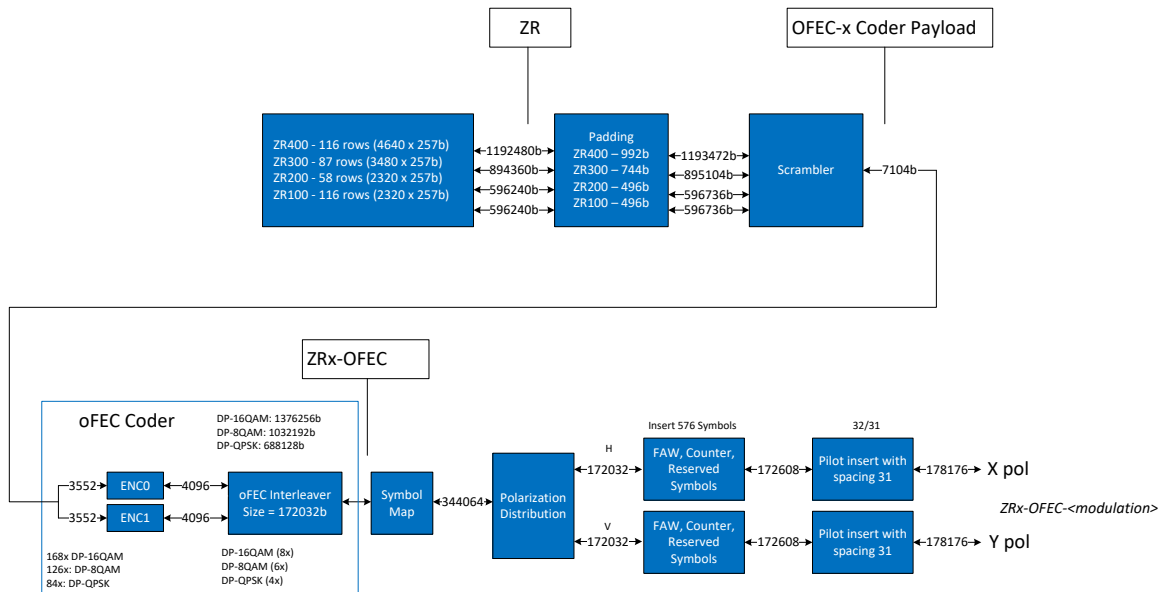 ZR
OFEC-x Coder Payload
ZR400 - 116 rows (4640 x 257b)
ZR300 - 87 rows (3480 x 257b)
ZR200 - 58 rows (2320 x 257b)
ZR100 - 116 rows (2320 x 257b)
1192480b
894360b
596240b
596240b
Padding
ZR400 – 992b
ZR300 – 744b
ZR200 – 496b
ZR100 – 496b
1193472b
895104b
596736b
596736b
Scrambler
7104b
ZRx-OFEC
oFEC Coder
DP-16QAM: 1376256b
DP-8QAM: 1032192b
DP-QPSK: 688128b
3552
ENC0
4096
3552
ENC1
4096
oFEC Interleaver
Size = 172032b
168x DP-16QAM
126x: DP-8QAM
84x: DP-QPSK
DP-16QAM (8x)
DP-8QAM (6x)
DP-QPSK (4x)
Symbol
Map
344064
Polarization
Distribution
H
172032
V
172032
Insert 576 Symbols
FAW, Counter,
Reserved
Symbols
172608
FAW, Counter,
Reserved
Symbols
172608
32/31
Pilot insert with
spacing 31
178176
X pol
Pilot insert with
spacing 31
178176
Y pol
ZRx-OFEC-<modulation>